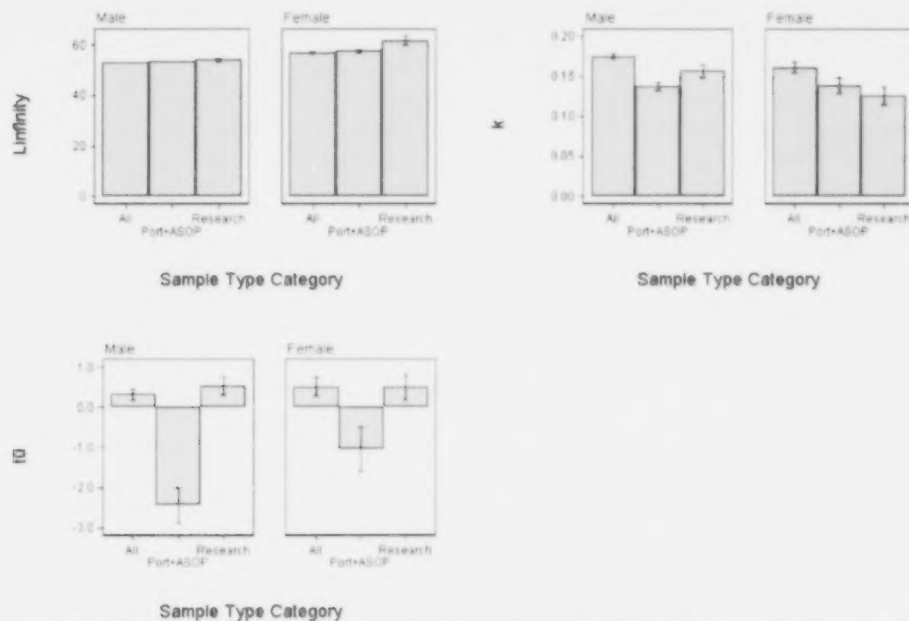 Male Female
Linfinity
60
40
20
0
All Research All Research
Port+ASOP Port+ASOP
Sample Type Category
Male Female
k
0.20
0.15
0.10
0.05
0.00
All Research All Research
Port+ASOP Port+ASOP
Sample Type Category
Male Female
t0
1.0
0.0
-1.0
-2.0
-3.0
All Research All Research
Port+ASOP Port+ASOP
Sample Type Category